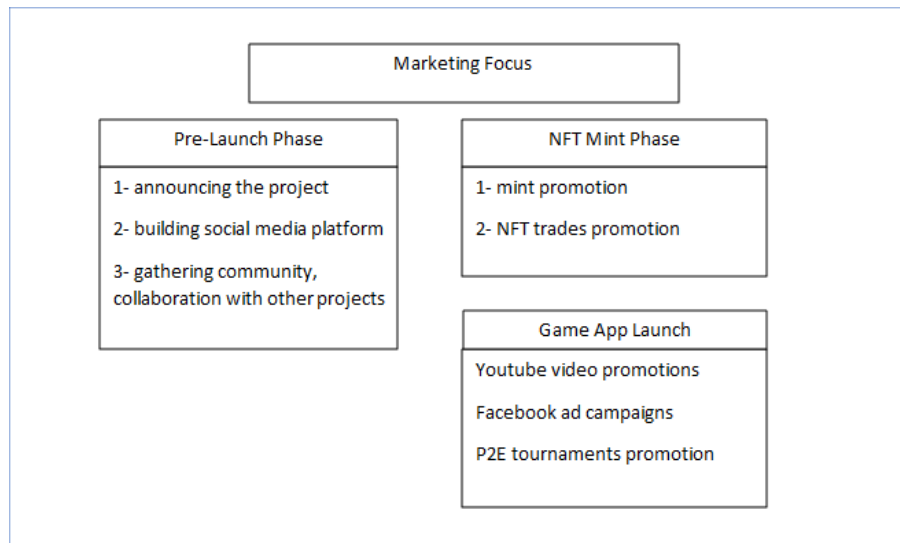 Marketing Focus
Pre-Launch Phase
1- announcing the project
2- building social media platform
3- gathering community,
collaboration with other projects
NFT Mint Phase
1- mint promotion
2- NFT trades promotion
Game App Launch
Youtube video promotions
Facebook ad campaigns
P2E tournaments promotion